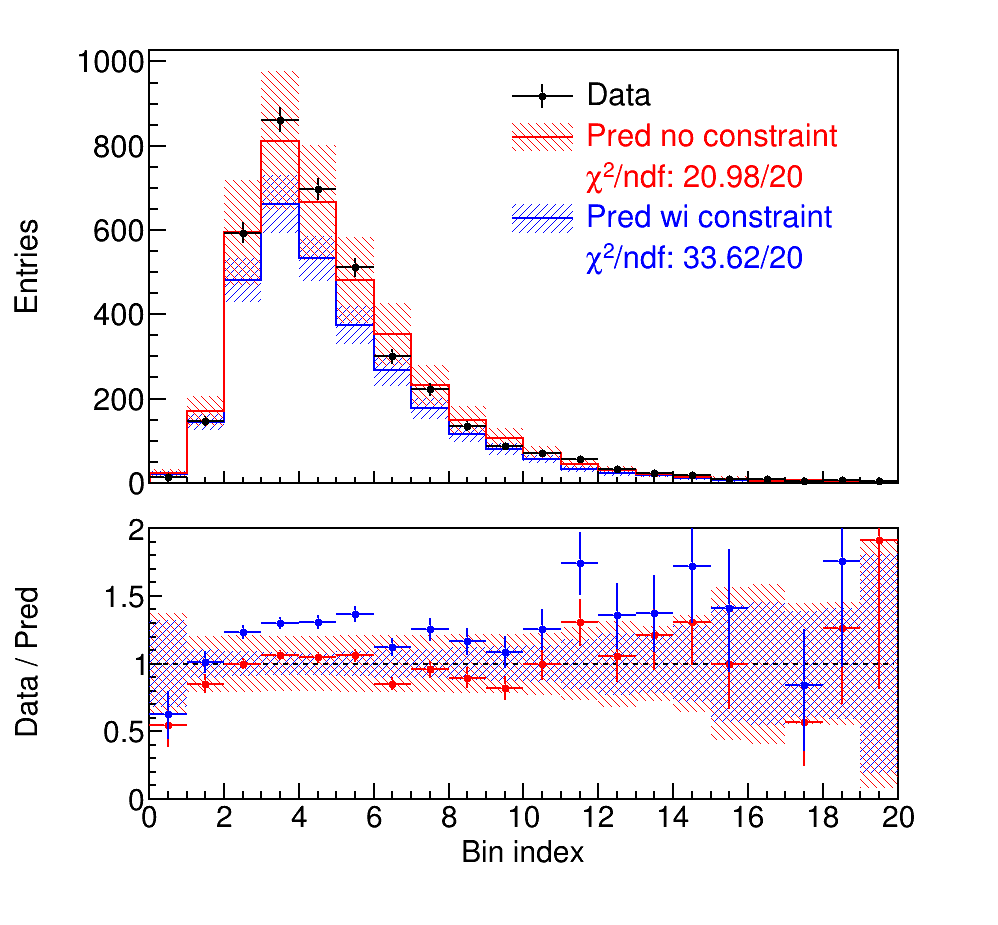 1000
800
600
400
200
0
Entries
Data
Pred no constraint
χ²/ndf: 20.98/20
Pred wi constraint
χ²/ndf: 33.62/20
2
1.5
1
0.5
0
Data / Pred
0 2 4 6 8 10 12 14 16 18 20
Bin index